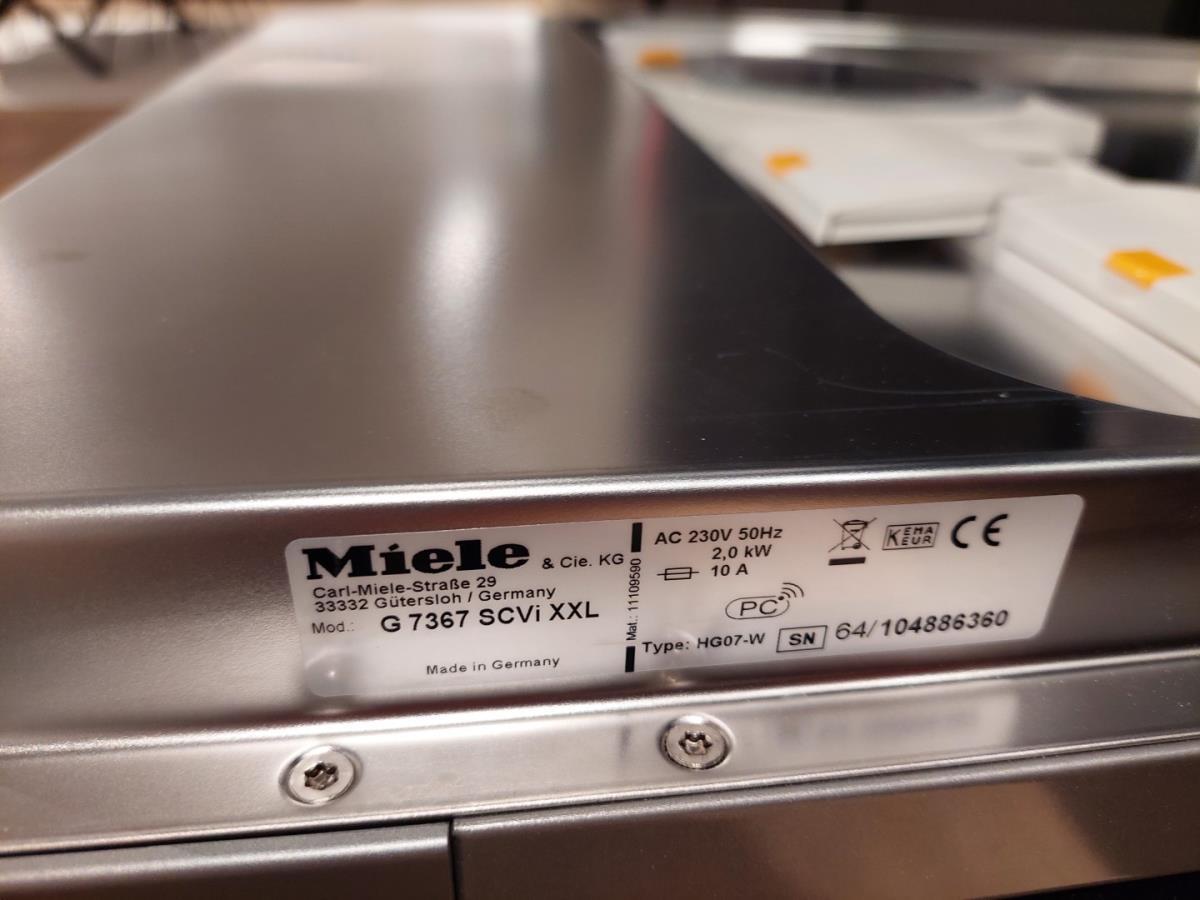 Miele & Cie. KG
Carl-Miele-Straße 29
33332 Gütersloh / Germany
Mod.: G 7367 SCVi XXL
Made in Germany
Mat.: 11109590
AC 230V 50Hz
2,0 kW
10 A
PC
Type: HG07-W SN 64/104886360
KEMA
KEUR
CE